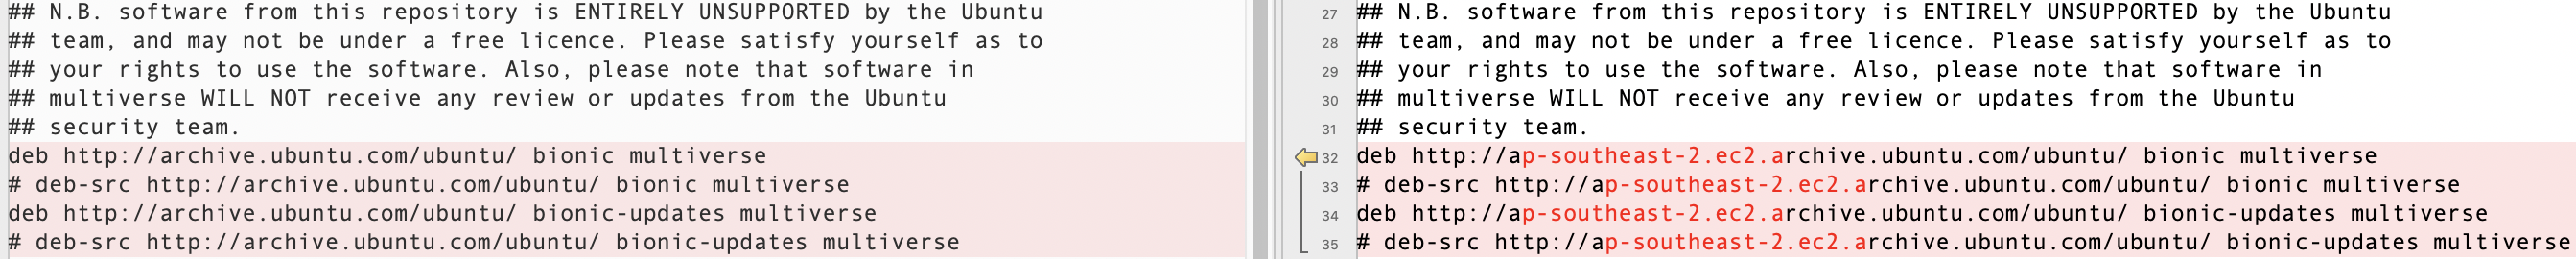 ## N.B. software from this repository is ENTIRELY UNSUPPORTED by the Ubuntu
## team, and may not be under a free licence. Please satisfy yourself as to
## your rights to use the software. Also, please note that software in
## multiverse WILL NOT receive any review or updates from the Ubuntu
## security team.
deb http://archive.ubuntu.com/ubuntu/ bionic multiverse
# deb-src http://archive.ubuntu.com/ubuntu/ bionic multiverse
deb http://archive.ubuntu.com/ubuntu/ bionic-updates multiverse
# deb-src http://archive.ubuntu.com/ubuntu/ bionic-updates multiverse
27 ## N.B. software from this repository is ENTIRELY UNSUPPORTED by the Ubuntu
28 ## team, and may not be under a free licence. Please satisfy yourself as to
29 ## your rights to use the software. Also, please note that software in
30 ## multiverse WILL NOT receive any review or updates from the Ubuntu
31 ## security team.
32 deb http://ap-southeast-2.ec2.archive.ubuntu.com/ubuntu/ bionic multiverse
33 # deb-src http://ap-southeast-2.ec2.archive.ubuntu.com/ubuntu/ bionic multiverse
34 deb http://ap-southeast-2.ec2.archive.ubuntu.com/ubuntu/ bionic-updates multiverse
35 # deb-src http://ap-southeast-2.ec2.archive.ubuntu.com/ubuntu/ bionic-updates multiverse